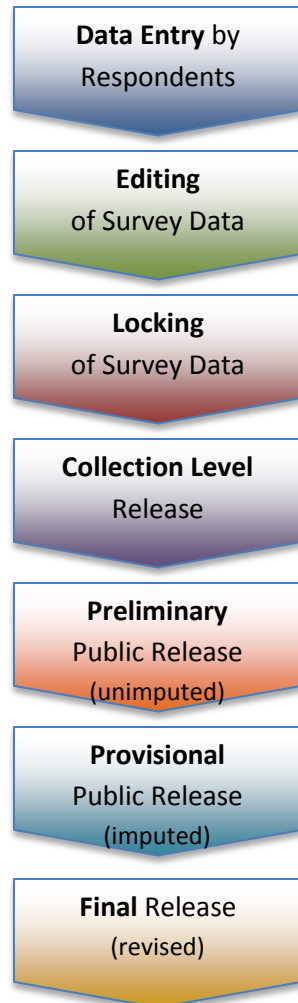 Data Entry by
Respondents
Editing
of Survey Data
Locking
of Survey Data
Collection Level
Release
Preliminary
Public Release
(unimputed)
Provisional
Public Release
(imputed)
Final Release
(revised)